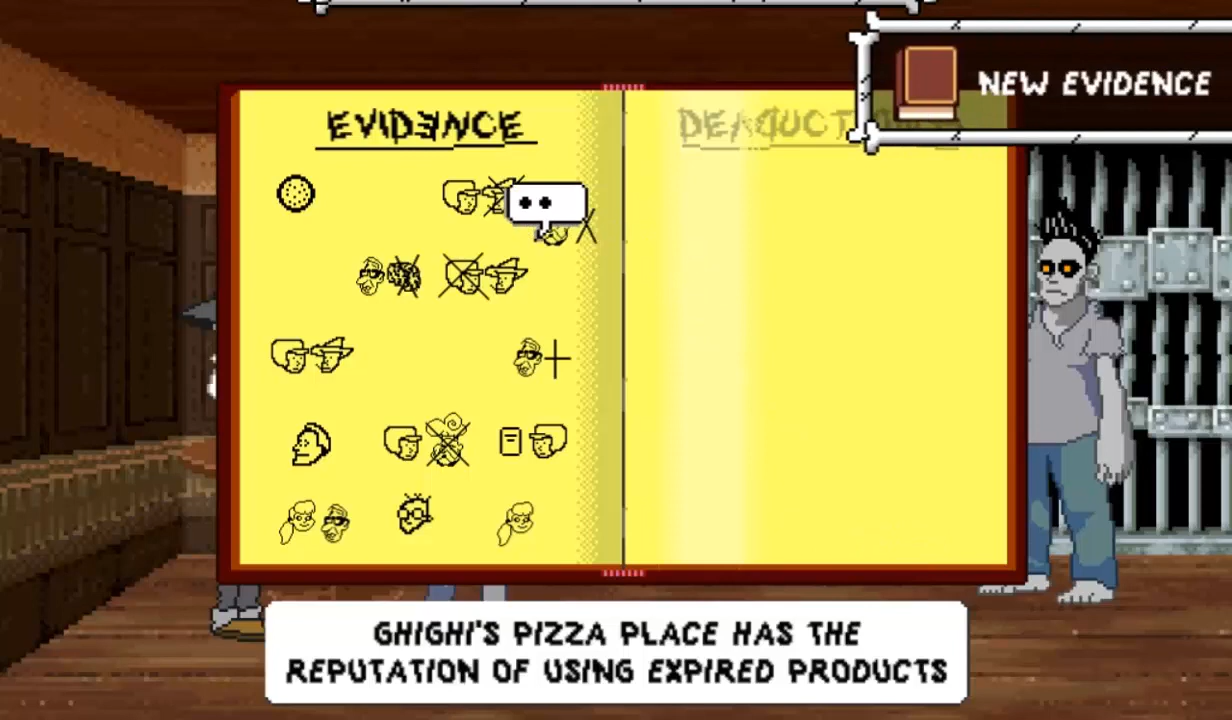 NEW EVIDENCE
EVIDENCE
GHIGHI'S PIZZA PLACE HAS THE
REPUTATION OF USING EXPIRED PRODUCTS